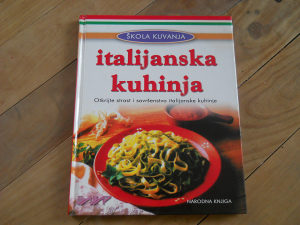 ŠKOLA KUVANJA
italijanska
kuhinja
Otkrijte strast i savršenstvo italijanske kuhinje
NARODNA KNJIGA